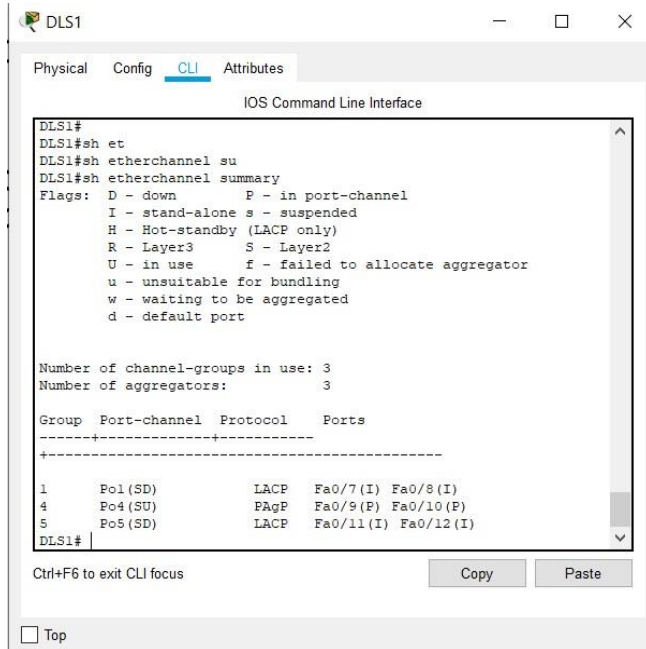 DLS1
Physical Config CLI Attributes
IOS Command Line Interface
DLS1#
DLS1#sh et
DLS1#sh etherchannel su
DLS1#sh etherchannel summary
Flags:  D - down        P - in port-channel
        I - stand-alone s - suspended
        H - Hot-standby (LACP only)
        R - Layer3      S - Layer2
        U - in use      f - failed to allocate aggregator
        u - unsuitable for bundling
        w - waiting to be aggregated
        d - default port
Number of channel-groups in use: 3
Number of aggregators:           3
Group  Port-channel  Protocol    Ports
------+-------------+-----------
+----------------------------------------------
1      Po1(SD)           LACP   Fa0/7(I) Fa0/8(I)
4      Po4(SU)           PAgP   Fa0/9(P) Fa0/10(P)
5      Po5(SD)           LACP   Fa0/11(I) Fa0/12(I)
DLS1#
Ctrl+F6 to exit CLI focus
Copy
Paste
Top